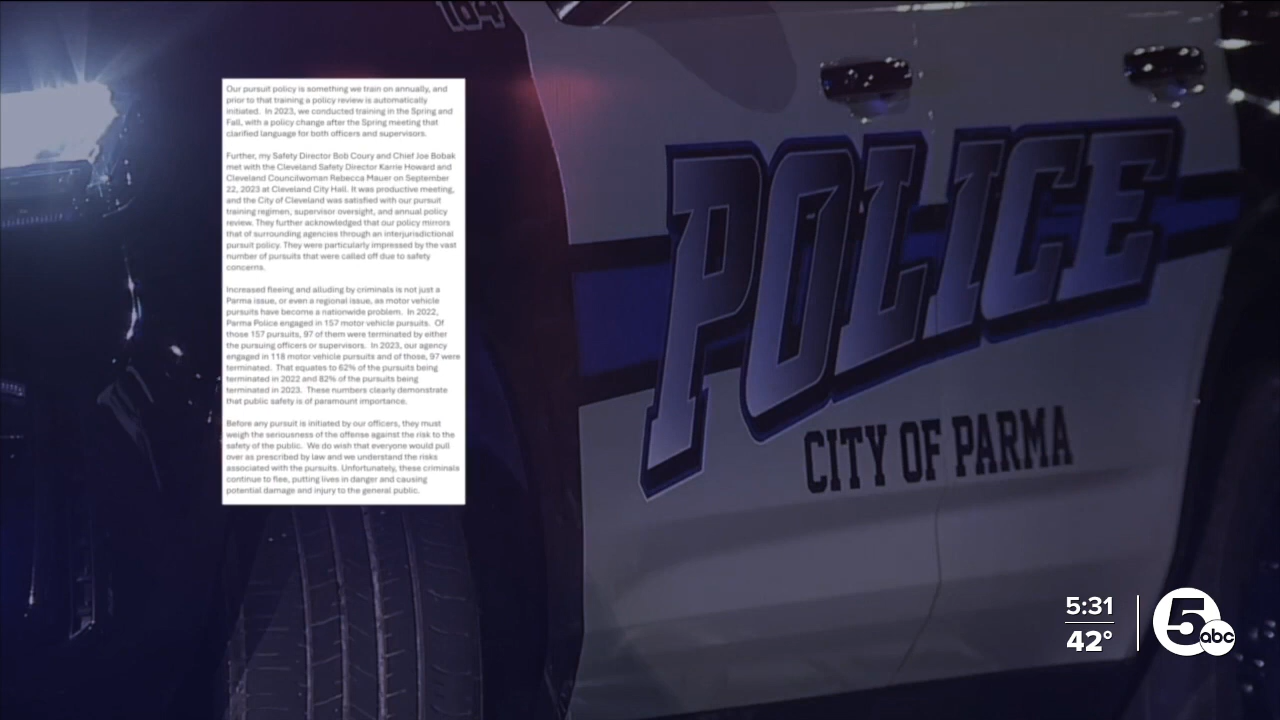 164
Our pursuit policy is something we train on annually, and
prior to that training a policy review is automatically
initiated. In 2023, we conducted training in the Spring and
Fall, with a policy change after the Spring meeting that
clarified language for both officers and supervisors.
Further, my Safety Director Bob Coury and Chief Joe Bobak
met with the Cleveland Safety Director Karrie Howard and
Cleveland Councilwoman Rebecca Mauer on September
22, 2023 at Cleveland City Hall. It was productive meeting,
and the City of Cleveland was satisfied with our pursuit
training regimen, supervisor oversight, and annual policy
review. They further acknowledged that our policy mirrors
that of surrounding agencies through an interjurisdictional
pursuit policy. They were particularly impressed by the vast
number of pursuits that were called off due to safety
concerns.
Increased fleeing and alluding by criminals is not just a
Parma issue, or even a regional issue, as motor vehicle
pursuits have become a nationwide problem. In 2022,
Parma Police engaged in 157 motor vehicle pursuits. Of
those 157 pursuits, 97 of them were terminated by either
the pursuing officers or supervisors. In 2023, our agency
engaged in 118 motor vehicle pursuits and of those, 97 were
terminated. That equates to 62% of the pursuits being
terminated in 2022 and 82% of the pursuits being
terminated in 2023. These numbers clearly demonstrate
that public safety is of paramount importance.
Before any pursuit is initiated by our officers, they must
weigh the seriousness of the offense against the risk to the
safety of the public. We do wish that everyone would pull
over as prescribed by law and we understand the risks
associated with the pursuits. Unfortunately, these criminals
continue to flee, putting lives in danger and causing
potential damage and injury to the general public.
POLICE
CITY OF PARMA
5:31
42°
5 abc